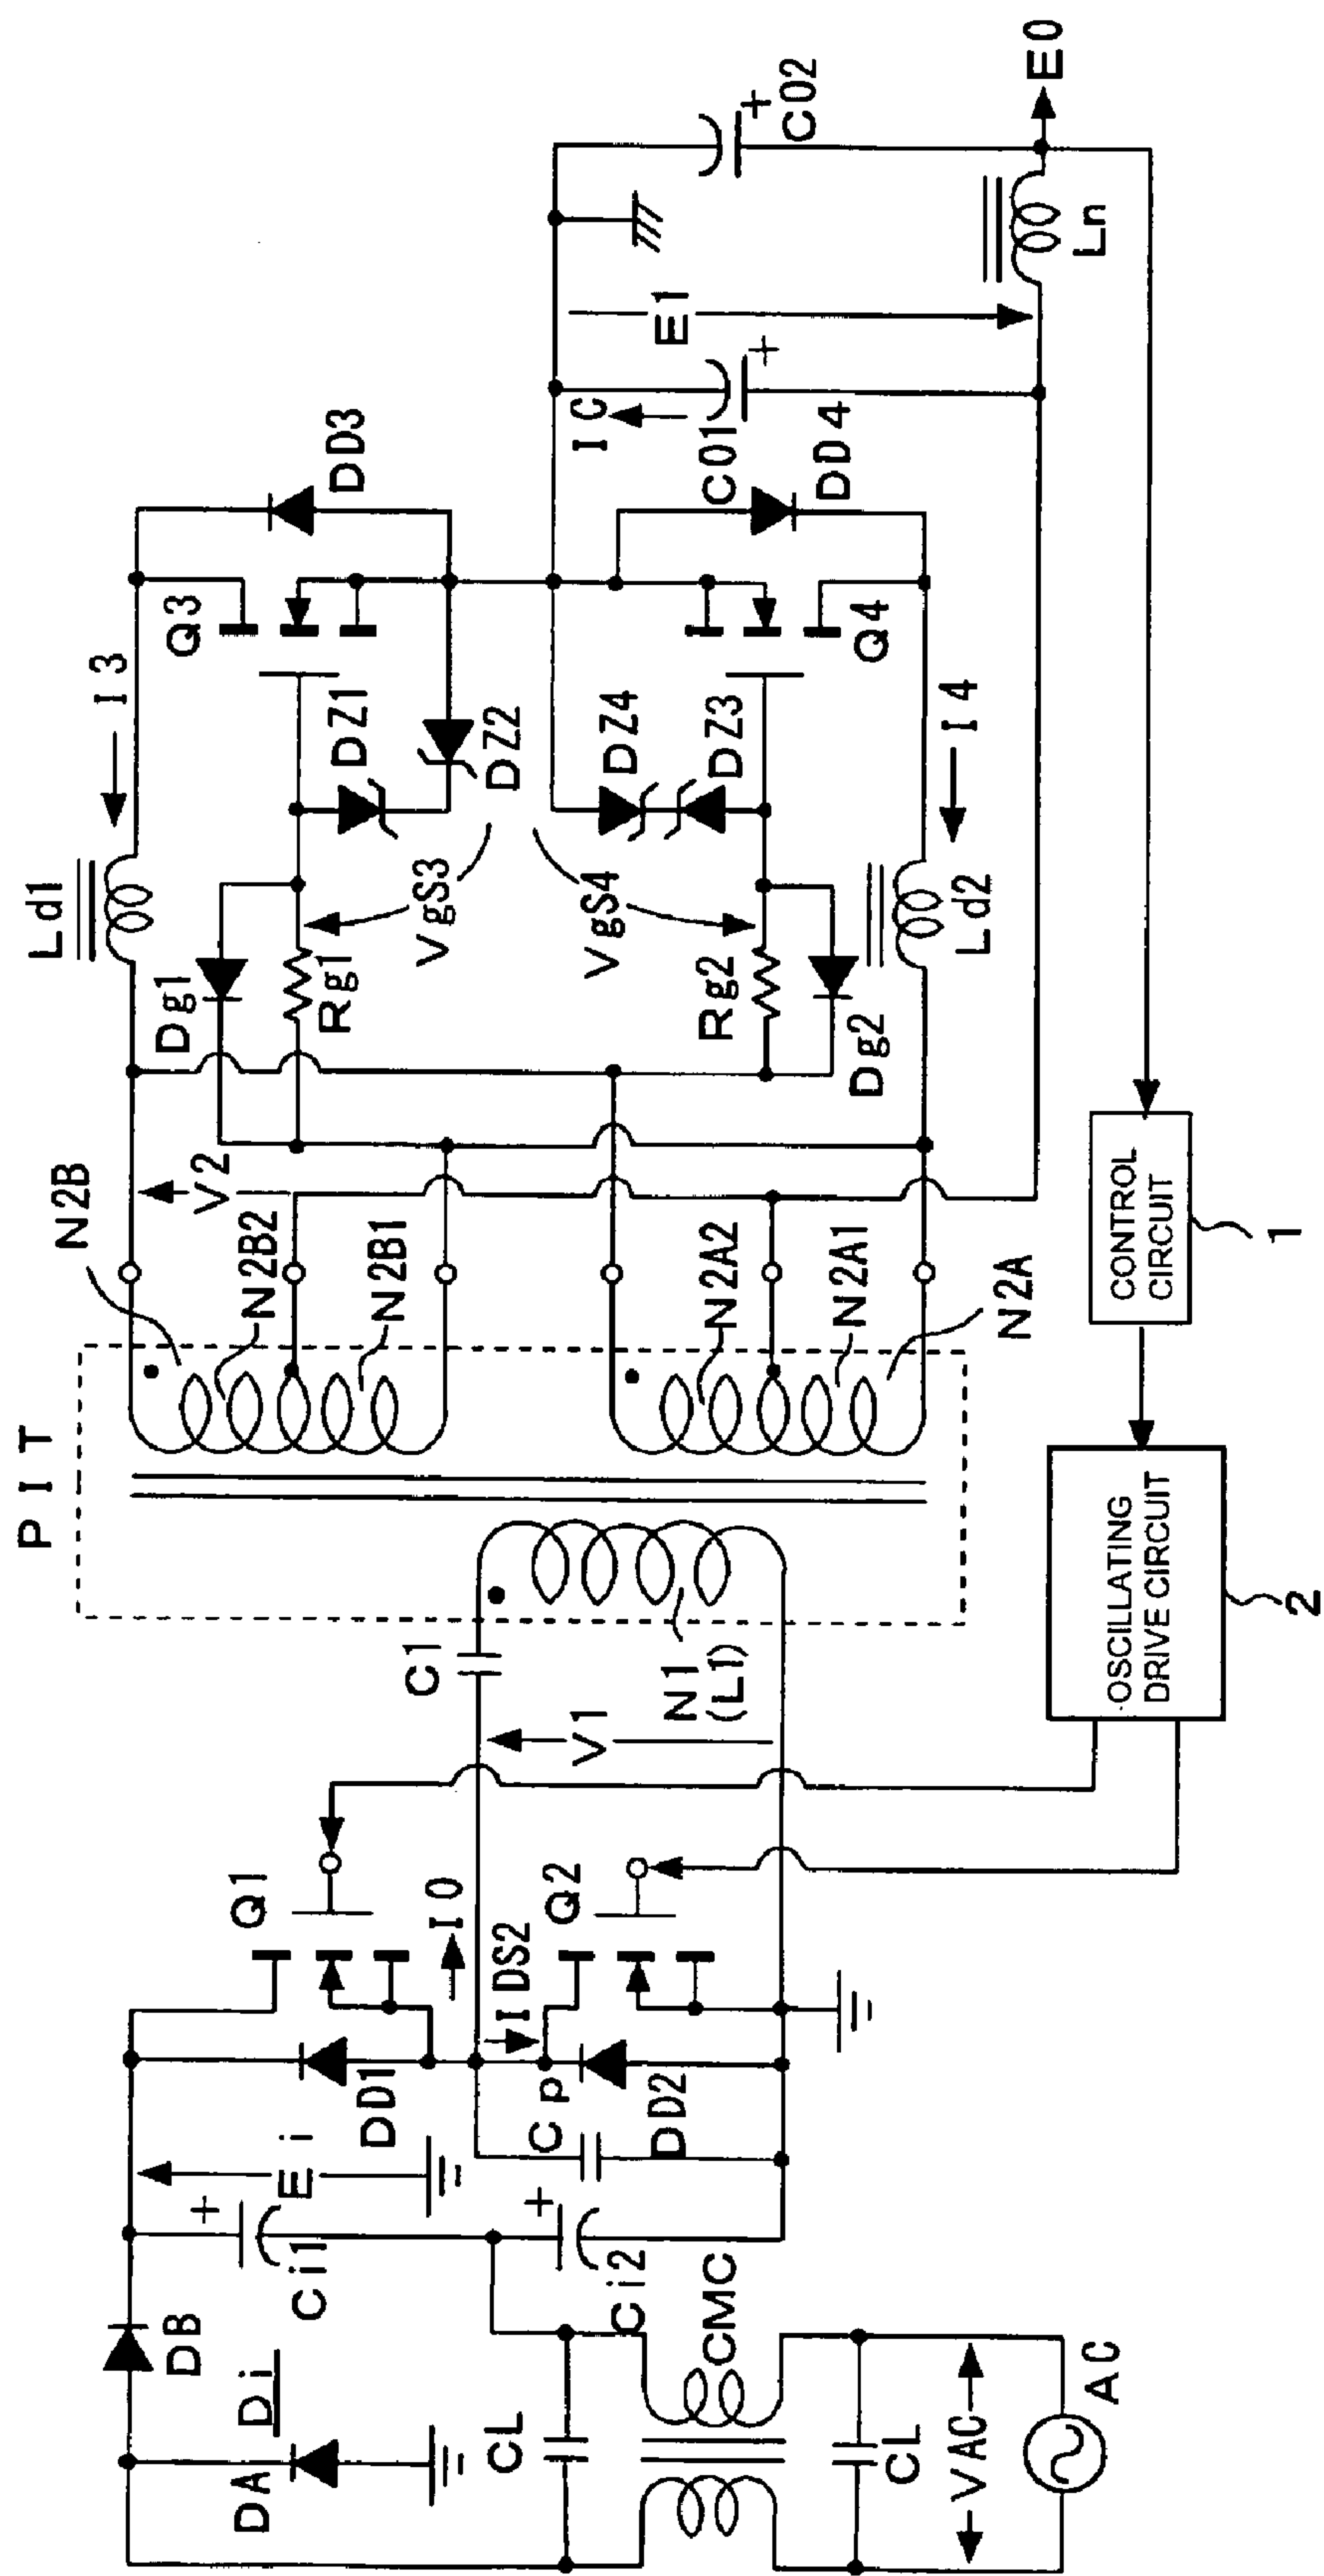 PIT
N2B
N2B2
N2B1
N2A2
N2A1
N2A
V2
Ld1
I3
Q3
DD3
Dg1
Rg1
VgS3
DZ1
DZ2
VgS4
DZ4
DZ3
Rg2
Dg2
Ld2
I4
Q4
DD4
IC
C01
+
E1
C02
+
Ln
E0
CONTROL
CIRCUIT
1
OSCILLATING
DRIVE CIRCUIT
2
C1
N1
(L1)
V1
Q1
I0
IDS2
Q2
DD1
Cp
DD2
Ei
+
Ci1
+
Ci2
DB
Di
DA
CL
CMC
CL
VAC
AC